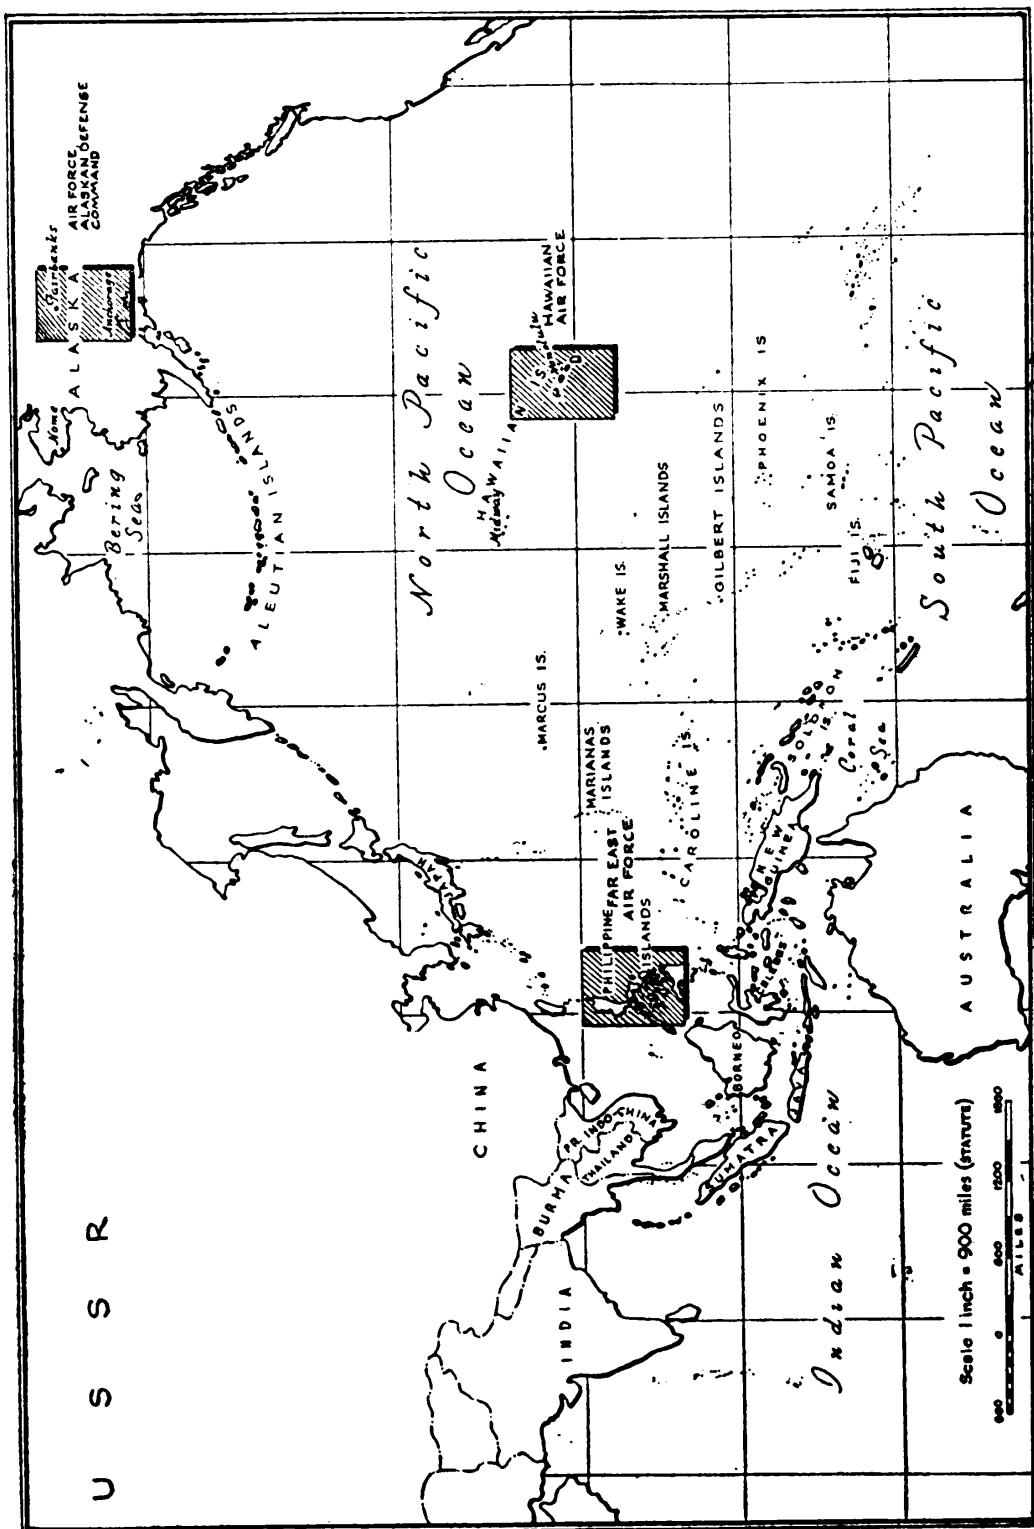 U S S R
CHINA
JAPAN
INDIA
BURMA
THAILAND
FR. INDO-CHINA
SUMATRA
JAVA
BORNEO
CELEBES
PHILIPPINE
ISLANDS
FAR EAST
AIR FORCE
MARIANAS
ISLANDS
CAROLINE IS.
NEW
GUINEA
SOLOMON
IS
Coral
Sea
AUSTRALIA
Indian Ocean
MARCUS IS.
WAKE IS.
MARSHALL ISLANDS
GILBERT ISLANDS
PHOENIX IS
SAMOA IS.
FIJI IS.
South Pacific
Ocean
North Pacific
Ocean
Midway
HAWAIIAN IS
Honolulu
HAWAIIAN
AIR FORCE
ALEUTIAN ISLANDS
Bering
Sea
Nome
ALASKA
Fairbanks
Anchorage
AIR FORCE
ALASKAN DEFENSE
COMMAND
Scale 1 inch = 900 miles (STATUTE)
600 0 600 1200 1800
MILES